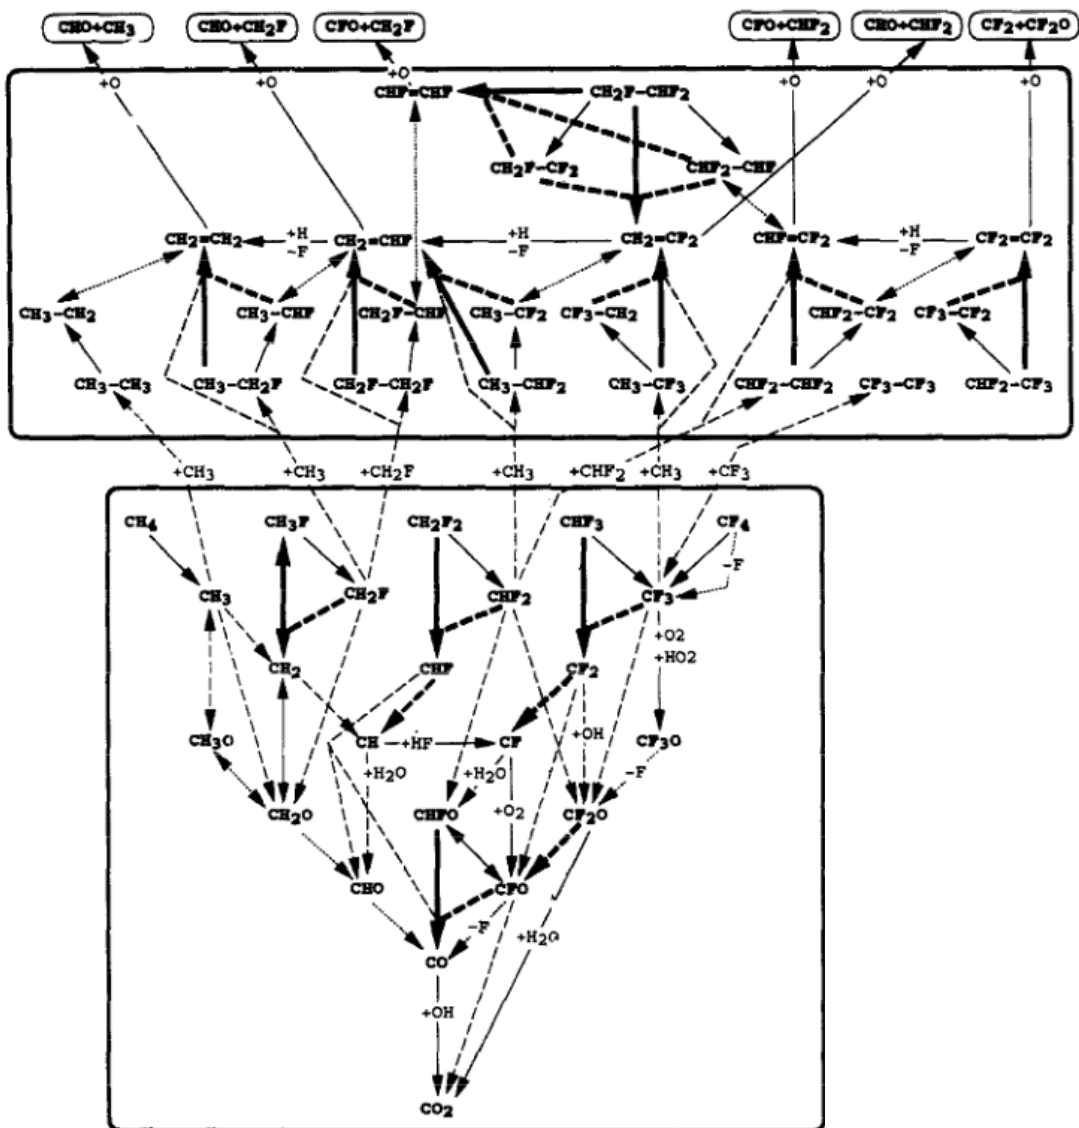 CHO+CH3 CHO+CH2F CFO+CH2F CFO+CHF2 CHO+CHF2 CF2+CF2O
+O +O +O +O +O +O
CHF=CHF CH2F-CHF2
CH2F-CF2 CHF2-CHF
CH2=CH2 +H -F CH2=CHF +H -F CH2=CF2 CHF=CF2 +H -F CF2=CF2
CH3-CH2 CH3-CHF CH2F-CHF CH3-CF2 CF3-CH2 CHF2-CF2 CF3-CF2
CH3-CH3 CH3-CH2F CH2F-CH2F CH3-CHF2 CH3-CF3 CHF2-CHF2 CF3-CF3 CHF2-CF3
+CH3 +CH3 +CH2F +CH3 +CHF2 +CH3 +CF3
CH4 CH3F CH2F2 CHF3 CF4
-F
CH3 CH2F CHF2 CF3
+O2
+HO2
CH2 CHF CF2
CH3O CH +HF CF +OH CF3O
+H2O +H2O -F
CH2O CHFO +O2 CF2O
CHO CFO
-F +H2O
CO
+OH
CO2